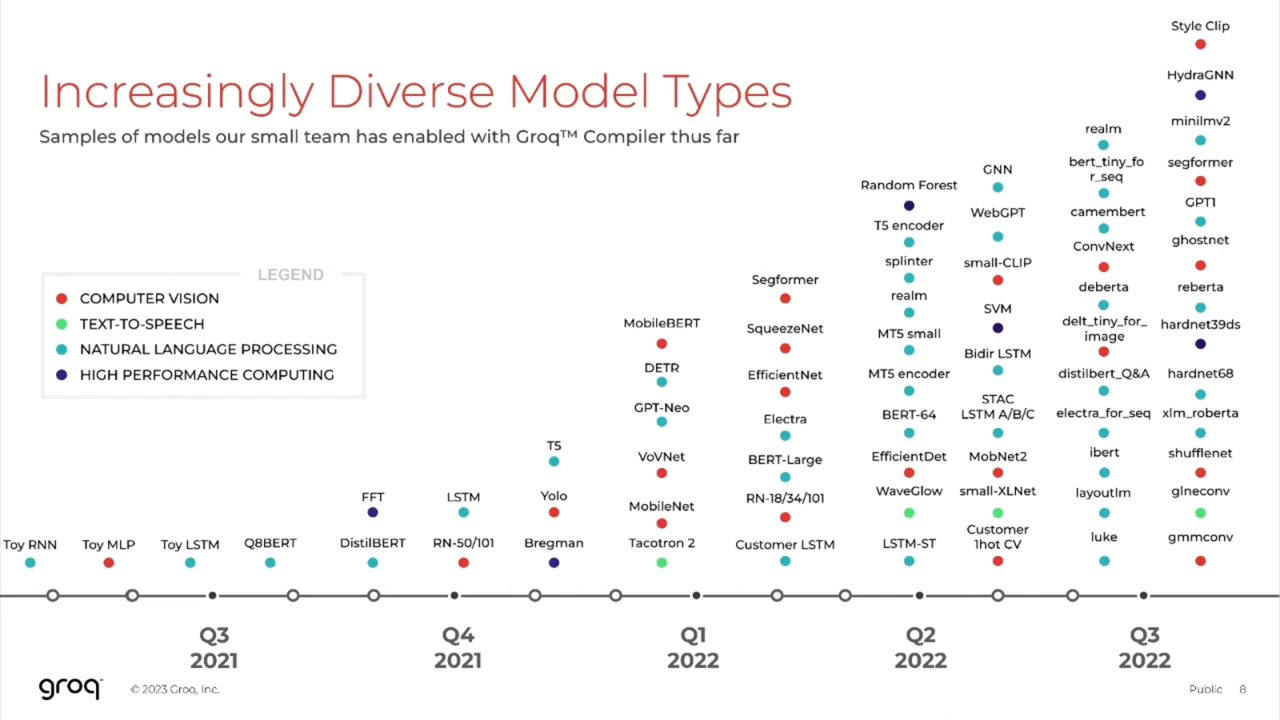 Increasingly Diverse Model Types
Samples of models our small team has enabled with Groq™ Compiler thus far
LEGEND
COMPUTER VISION
TEXT-TO-SPEECH
NATURAL LANGUAGE PROCESSING
HIGH PERFORMANCE COMPUTING
Toy RNN
Toy MLP
Toy LSTM
Q8BERT
FFT
DistilBERT
LSTM
RN-50/101
T5
Yolo
Bregman
MobileBERT
DETR
GPT-Neo
VoVNet
MobileNet
Tacotron 2
Segformer
SqueezeNet
EfficientNet
Electra
BERT-Large
RN-18/34/101
Customer LSTM
Random Forest
T5 encoder
splinter
realm
MT5 small
MT5 encoder
BERT-64
EfficientDet
WaveGlow
LSTM-ST
GNN
WebGPT
small-CLIP
SVM
Bidir LSTM
STAC
LSTM A/B/C
MobNet2
small-XLNet
Customer
1hot CV
realm
bert_tiny_fo
r_seq
camembert
ConvNext
deberta
delt_tiny_for_
image
distilbert_Q&A
electra_for_seq
ibert
layoutlm
luke
Style Clip
HydraGNN
minilmv2
segformer
GPT1
ghostnet
reberta
hardnet39ds
hardnet68
xlm_roberta
shufflenet
glneconv
gmmconv
Q3
2021
Q4
2021
Q1
2022
Q2
2022
Q3
2022
groq™
© 2023 Groq, Inc.
Public 8